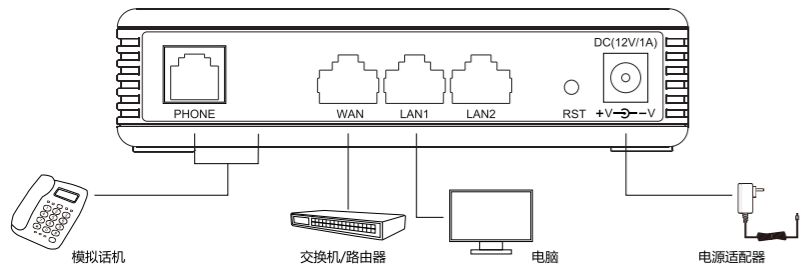 DC(12V/1A)
PHONE WAN LAN1 LAN2 RST +V -V
模拟话机 交换机/路由器 电脑 电源适配器